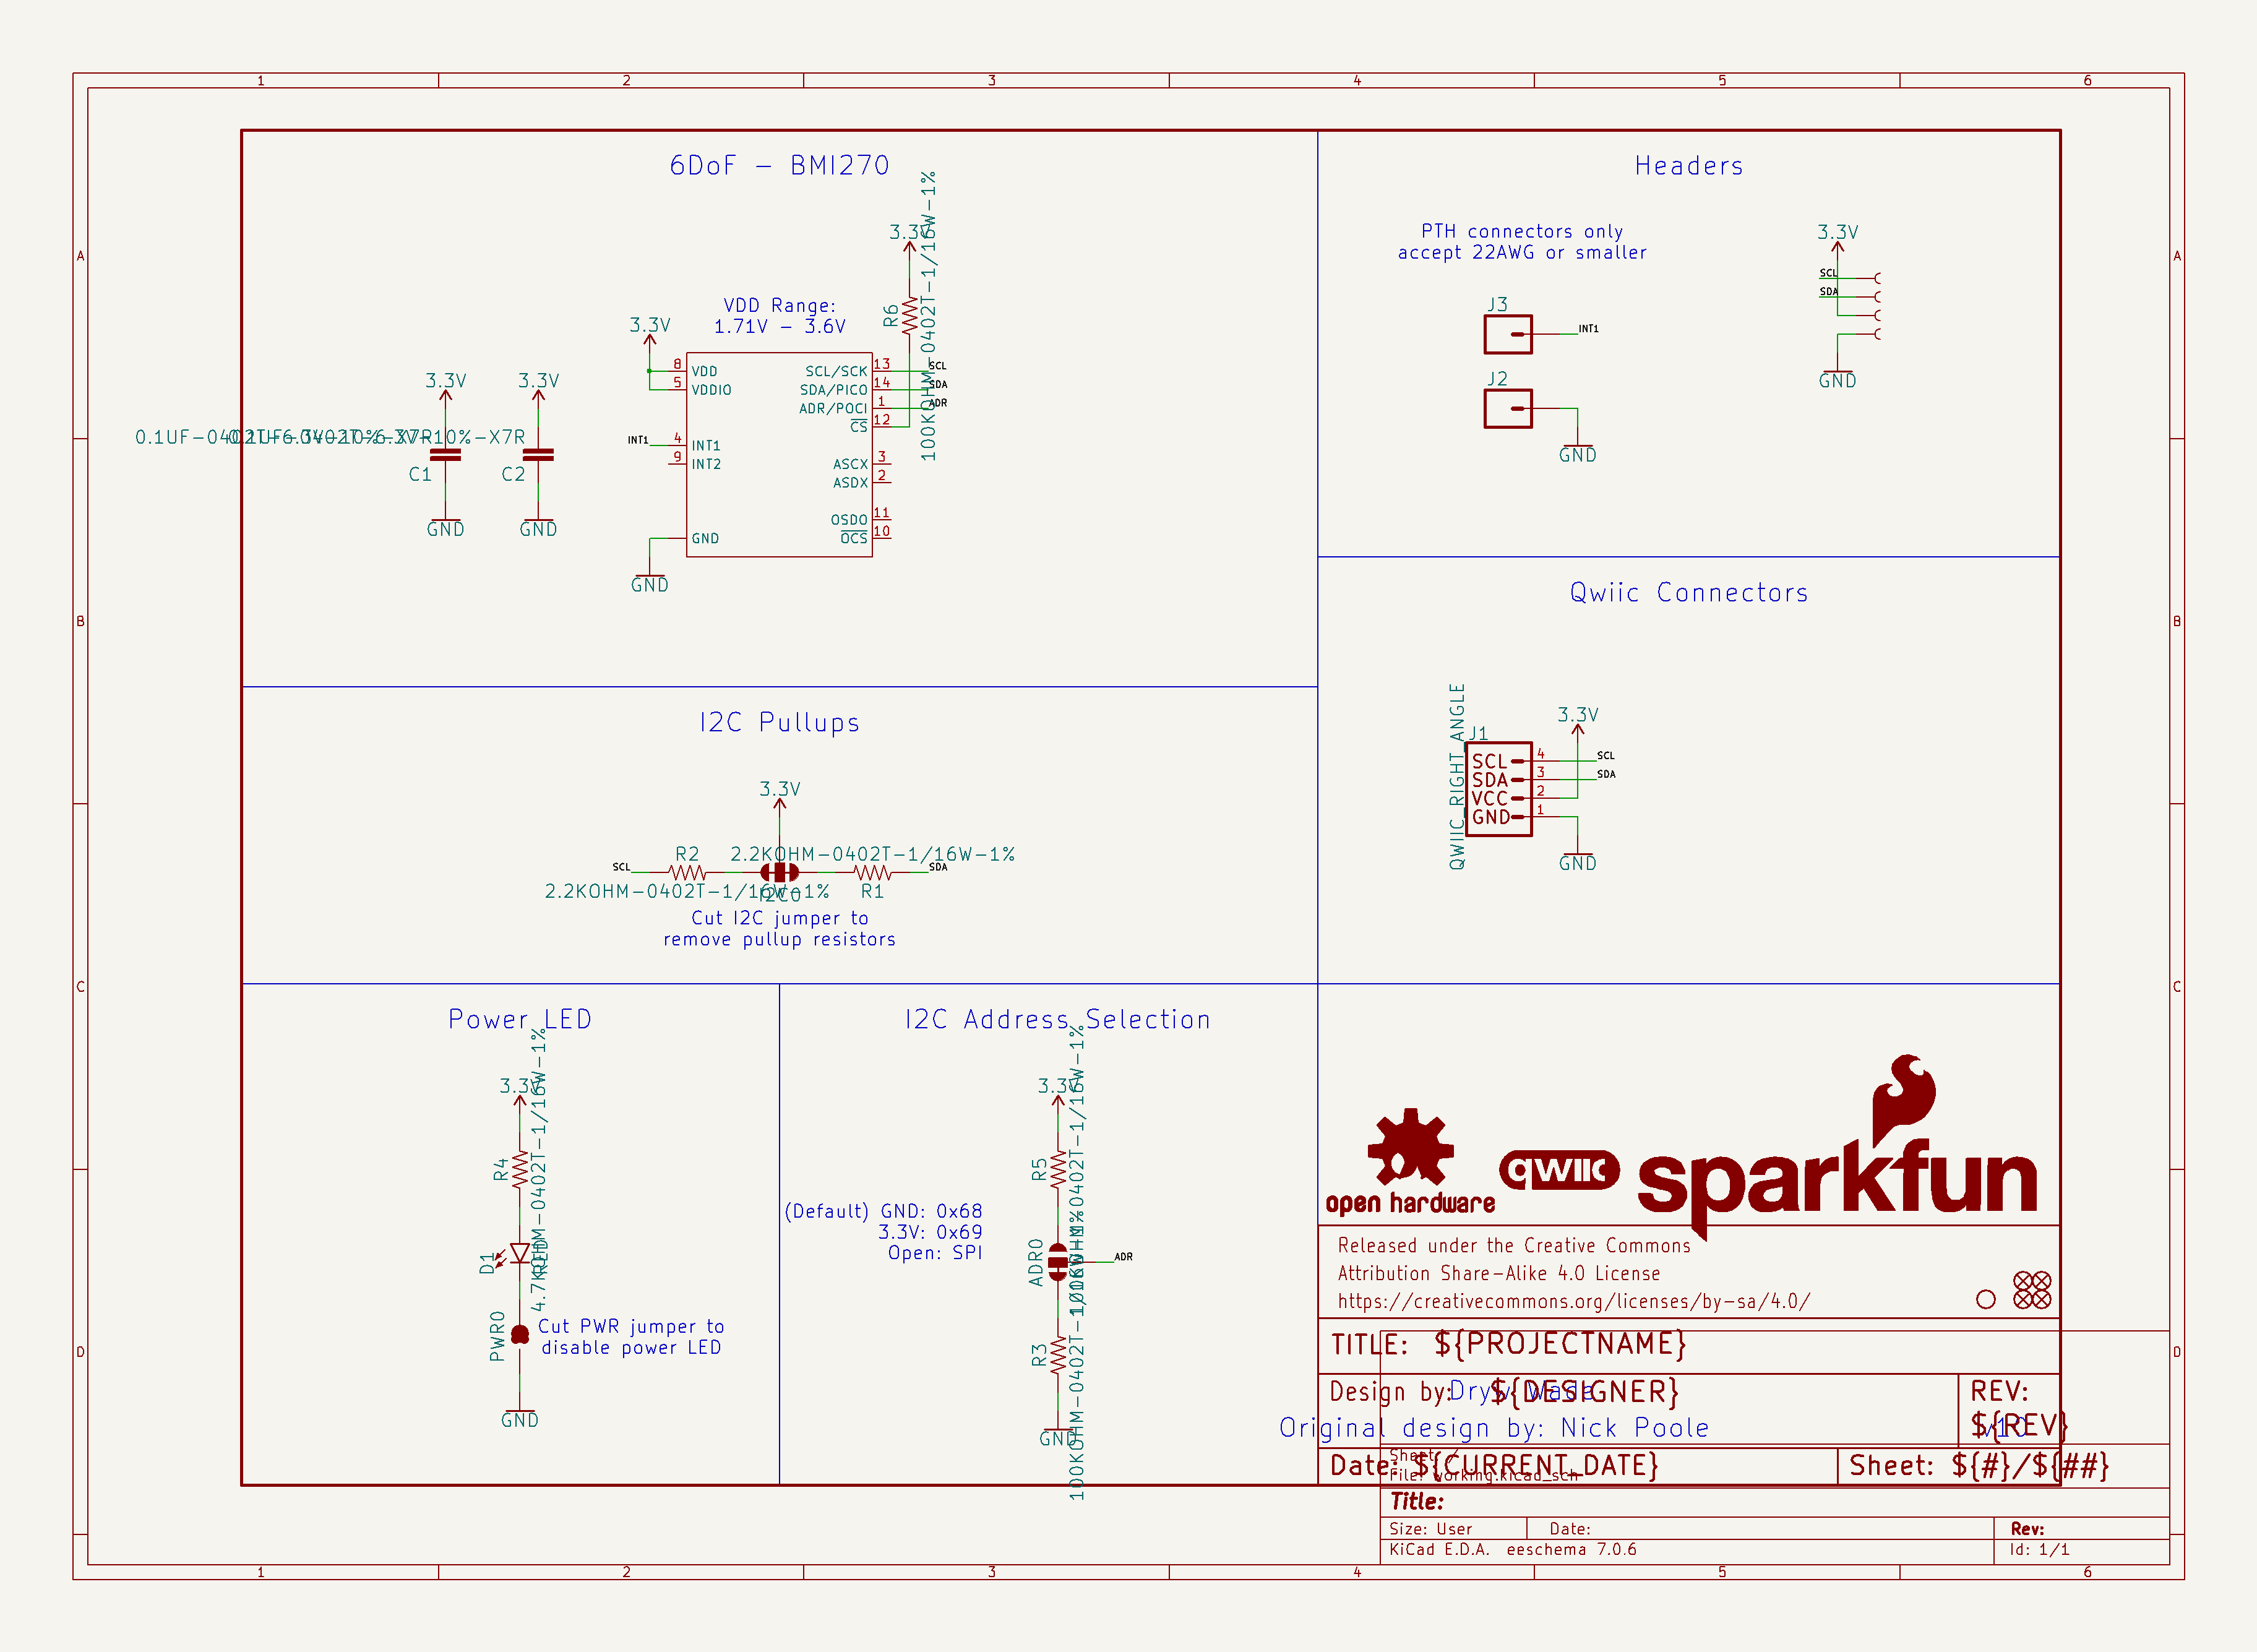 1 2 3 4 5 6
A
B
C
D
A
B
C
D
6DoF - BMI270
3.3V
R6
100KOHM-0402T-1/16W-1%
VDD Range:
1.71V - 3.6V
3.3V
3.3V
3.3V
0.1UF-0402T-6.3V-10%-X7R
0.1UF-0402T-6.3V-10%-X7R
C1
C2
GND
GND
8 VDD
5 VDDIO
INT1
4 INT1
9 INT2
GND
GND
SCL/SCK 13 SCL
SDA/PICO 14 SDA
ADR/POCI 1 ADR
CS 12
ASCX 3
ASDX 2
OSDO 11
OCS 10
Headers
PTH connectors only
accept 22AWG or smaller
J3
INT1
J2
GND
3.3V
SCL
SDA
GND
Qwiic Connectors
QWIIC_RIGHT_ANGLE
J1
3.3V
SCL 4 SCL
SDA 3 SDA
VCC 2
GND 1
GND
I2C Pullups
3.3V
R2 2.2KOHM-0402T-1/16W-1%
SCL
SDA
2.2KOHM-0402T-1/16W-1% R1
I2C0
Cut I2C jumper to
remove pullup resistors
Power LED
3.3V
R4
4.7KOHM-0402T-1/16W-1%
D1
RED
PWR0
Cut PWR jumper to
disable power LED
GND
I2C Address Selection
3.3V
R5
100KOHM-0402T-1/16W-1%
(Default) GND: 0x68
3.3V: 0x69
Open: SPI
ADR0
ADR
R3
100KOHM-0402T-1/16W-1%
GND
open hardware
qwiic
sparkfun
Released under the Creative Commons
Attribution Share-Alike 4.0 License
https://creativecommons.org/licenses/by-sa/4.0/
TITLE: ${PROJECTNAME}
Design by: ${DESIGNER}
Dryw Wade
REV:
${REV}
v10
Original design by: Nick Poole
Date: ${CURRENT_DATE}
Sheet: ${#}/${##}
Sheet: /
File: working.kicad_sch
Title:
Size: User
Date:
Rev:
KiCad E.D.A. eeschema 7.0.6
Id: 1/1
1 2 3 4 5 6